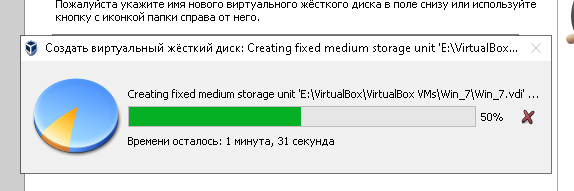 Пожалуйста укажите имя нового виртуального жёсткого диска в поле снизу или используйте
кнопку с иконкой папки справа от него.
Создать виртуальный жёсткий диск: Creating fixed medium storage unit 'E:\VirtualBox...
Creating fixed medium storage unit 'E:\VirtualBox\VirtualBox VMs\Win_7\Win_7.vdi' ...
50%
Времени осталось: 1 минута, 31 секунда